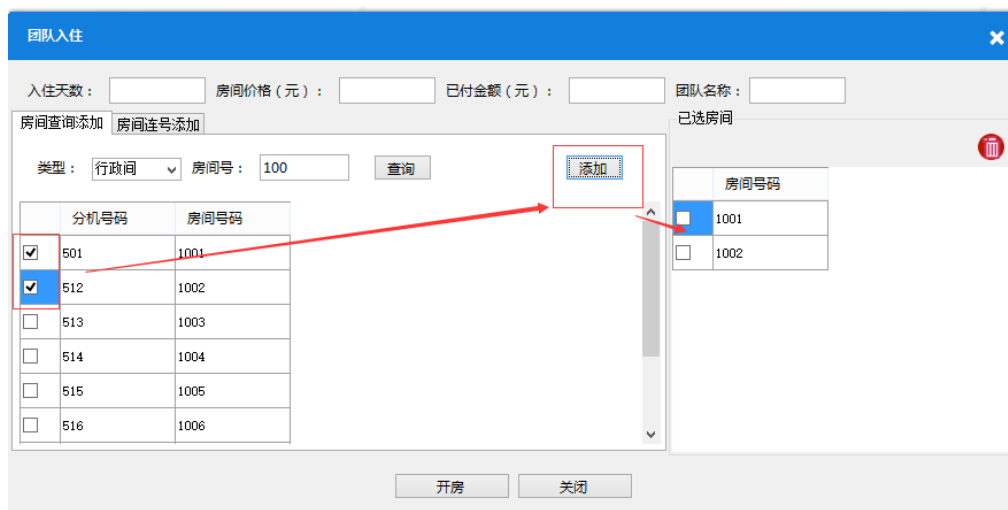 团队入住
入住天数：  房间价格（元）：  已付金额（元）：  团队名称：
房间查询添加 房间连号添加  已选房间
类型： 行政间 房间号： 100 查询 添加
房间号码
分机号码 房间号码
1001
501 1001
1002
512 1002
513 1003
514 1004
515 1005
516 1006
开房 关闭